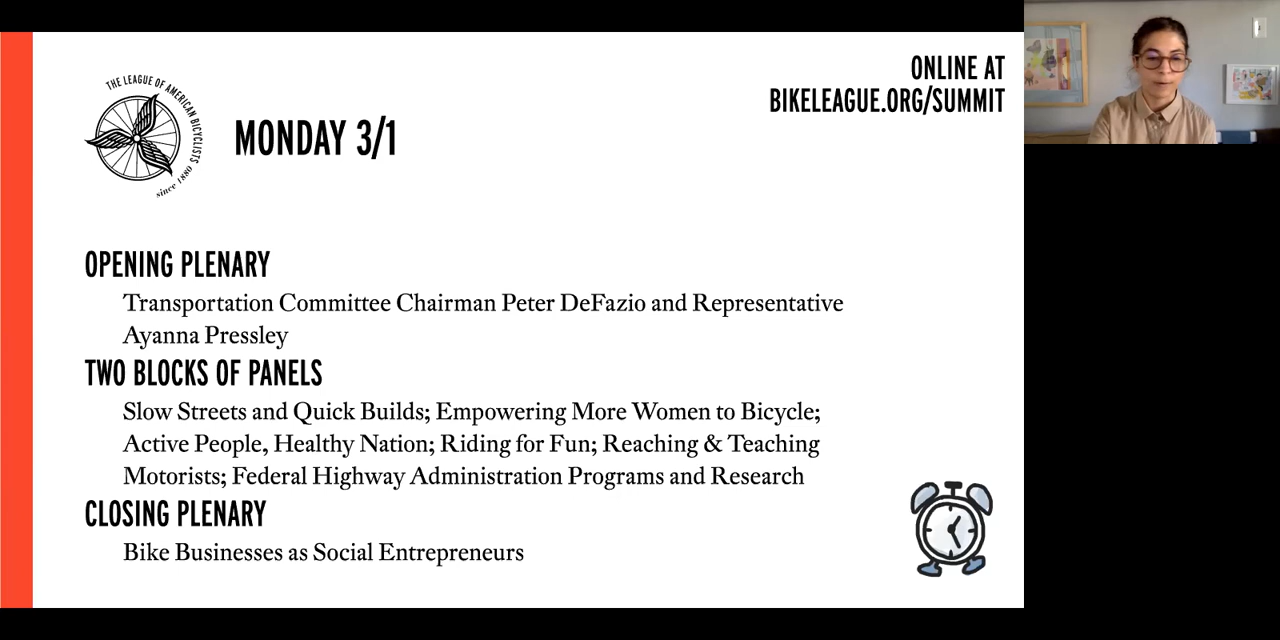 THE LEAGUE OF AMERICAN BICYCLISTS
since 1880
MONDAY 3/1
ONLINE AT
BIKELEAGUE.ORG/SUMMIT
OPENING PLENARY
Transportation Committee Chairman Peter DeFazio and Representative
Ayanna Pressley
TWO BLOCKS OF PANELS
Slow Streets and Quick Builds; Empowering More Women to Bicycle;
Active People, Healthy Nation; Riding for Fun; Reaching & Teaching
Motorists; Federal Highway Administration Programs and Research
CLOSING PLENARY
Bike Businesses as Social Entrepreneurs